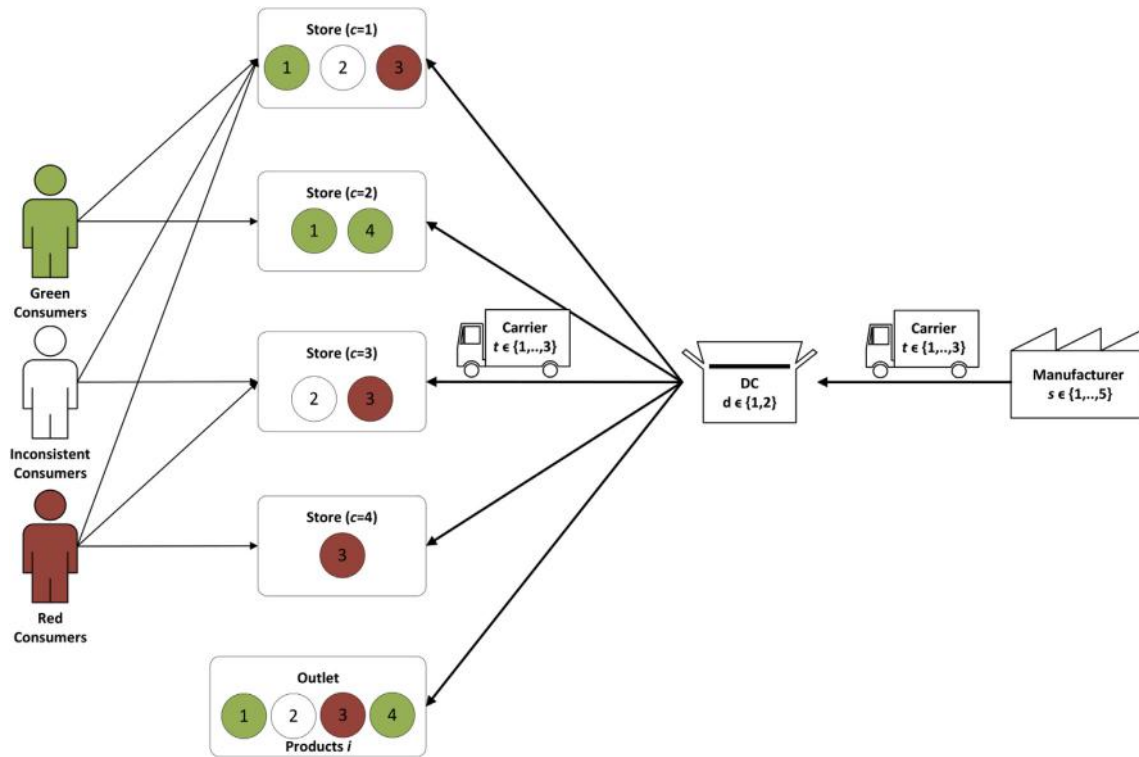 Store (c=1)
1
2
3
Store (c=2)
1
4
Green
Consumers
Store (c=3)
2
3
Inconsistent
Consumers
Store (c=4)
3
Red
Consumers
Outlet
1
2
3
4
Products i
Carrier
t ϵ {1,..,3}
DC
d ϵ {1,2}
Carrier
t ϵ {1,..,3}
Manufacturer
s ϵ {1,..,5}